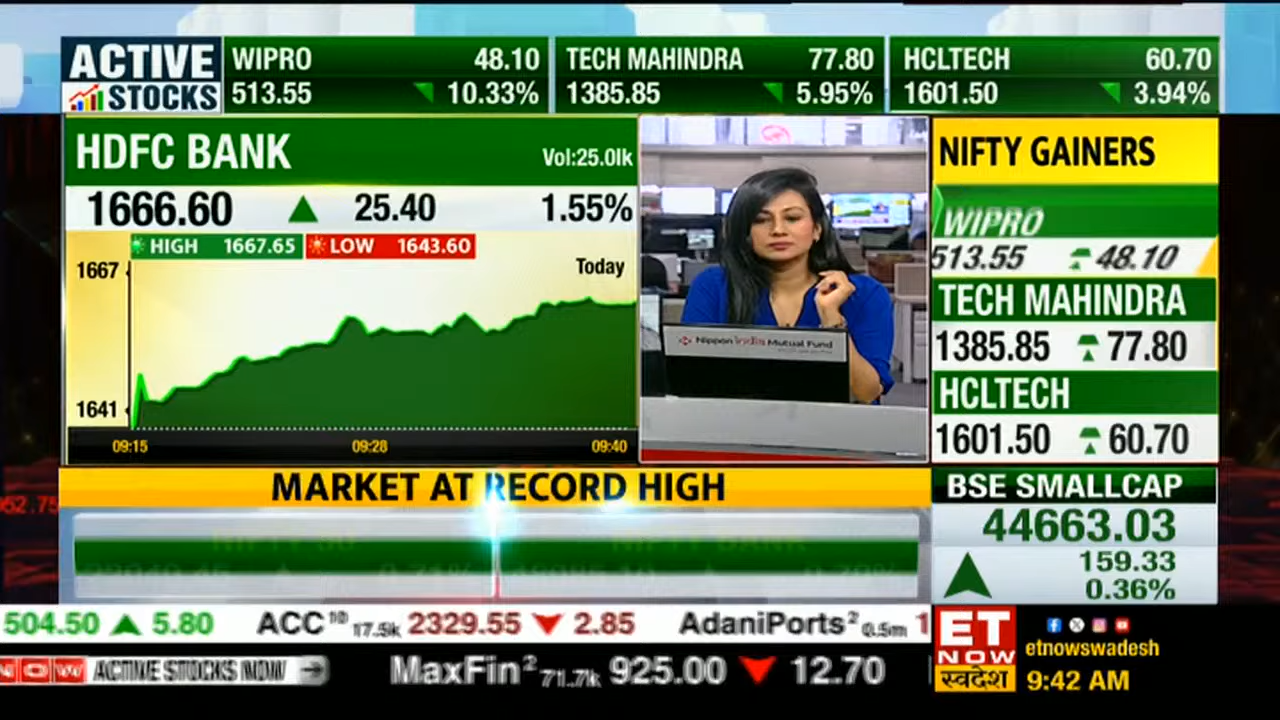 ACTIVE
STOCKS
WIPRO 48.10
513.55 10.33%
TECH MAHINDRA 77.80
1385.85 5.95%
HCLTECH 60.70
1601.50 3.94%
HDFC BANK Vol:25.0lk
1666.60 25.40 1.55%
HIGH 1667.65 LOW 1643.60
Today
1667
1641
09:15 09:28 09:40
Nippon India Mutual Fund
NIFTY GAINERS
WIPRO
513.55 48.10
TECH MAHINDRA
1385.85 77.80
HCLTECH
1601.50 60.70
MARKET AT RECORD HIGH
BSE SMALLCAP
44663.03
159.33
0.36%
504.50 5.80 ACC 10 17.5k 2329.55 2.85 AdaniPorts 2 0.5m 1
NOW ACTIVE STOCKS NOW MaxFin 2 71.7k 925.00 12.70
ET
NOW
स्वदेश
etnowswadesh
9:42 AM